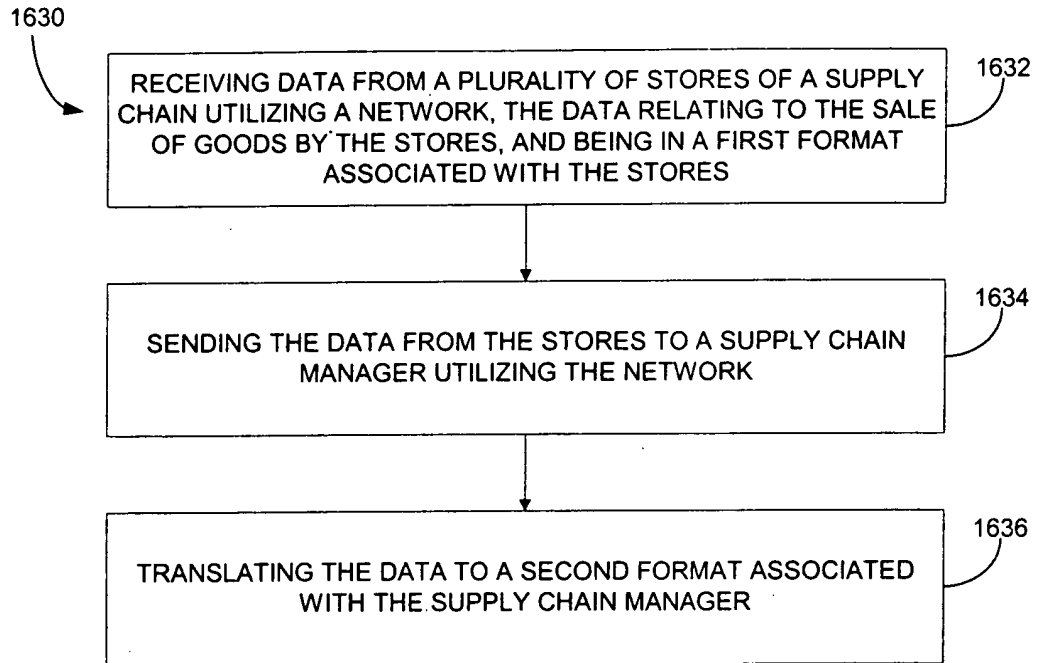 1630
RECEIVING DATA FROM A PLURALITY OF STORES OF A SUPPLY
CHAIN UTILIZING A NETWORK, THE DATA RELATING TO THE SALE
OF GOODS BY THE STORES, AND BEING IN A FIRST FORMAT
ASSOCIATED WITH THE STORES
1632
SENDING THE DATA FROM THE STORES TO A SUPPLY CHAIN
MANAGER UTILIZING THE NETWORK
1634
TRANSLATING THE DATA TO A SECOND FORMAT ASSOCIATED
WITH THE SUPPLY CHAIN MANAGER
1636